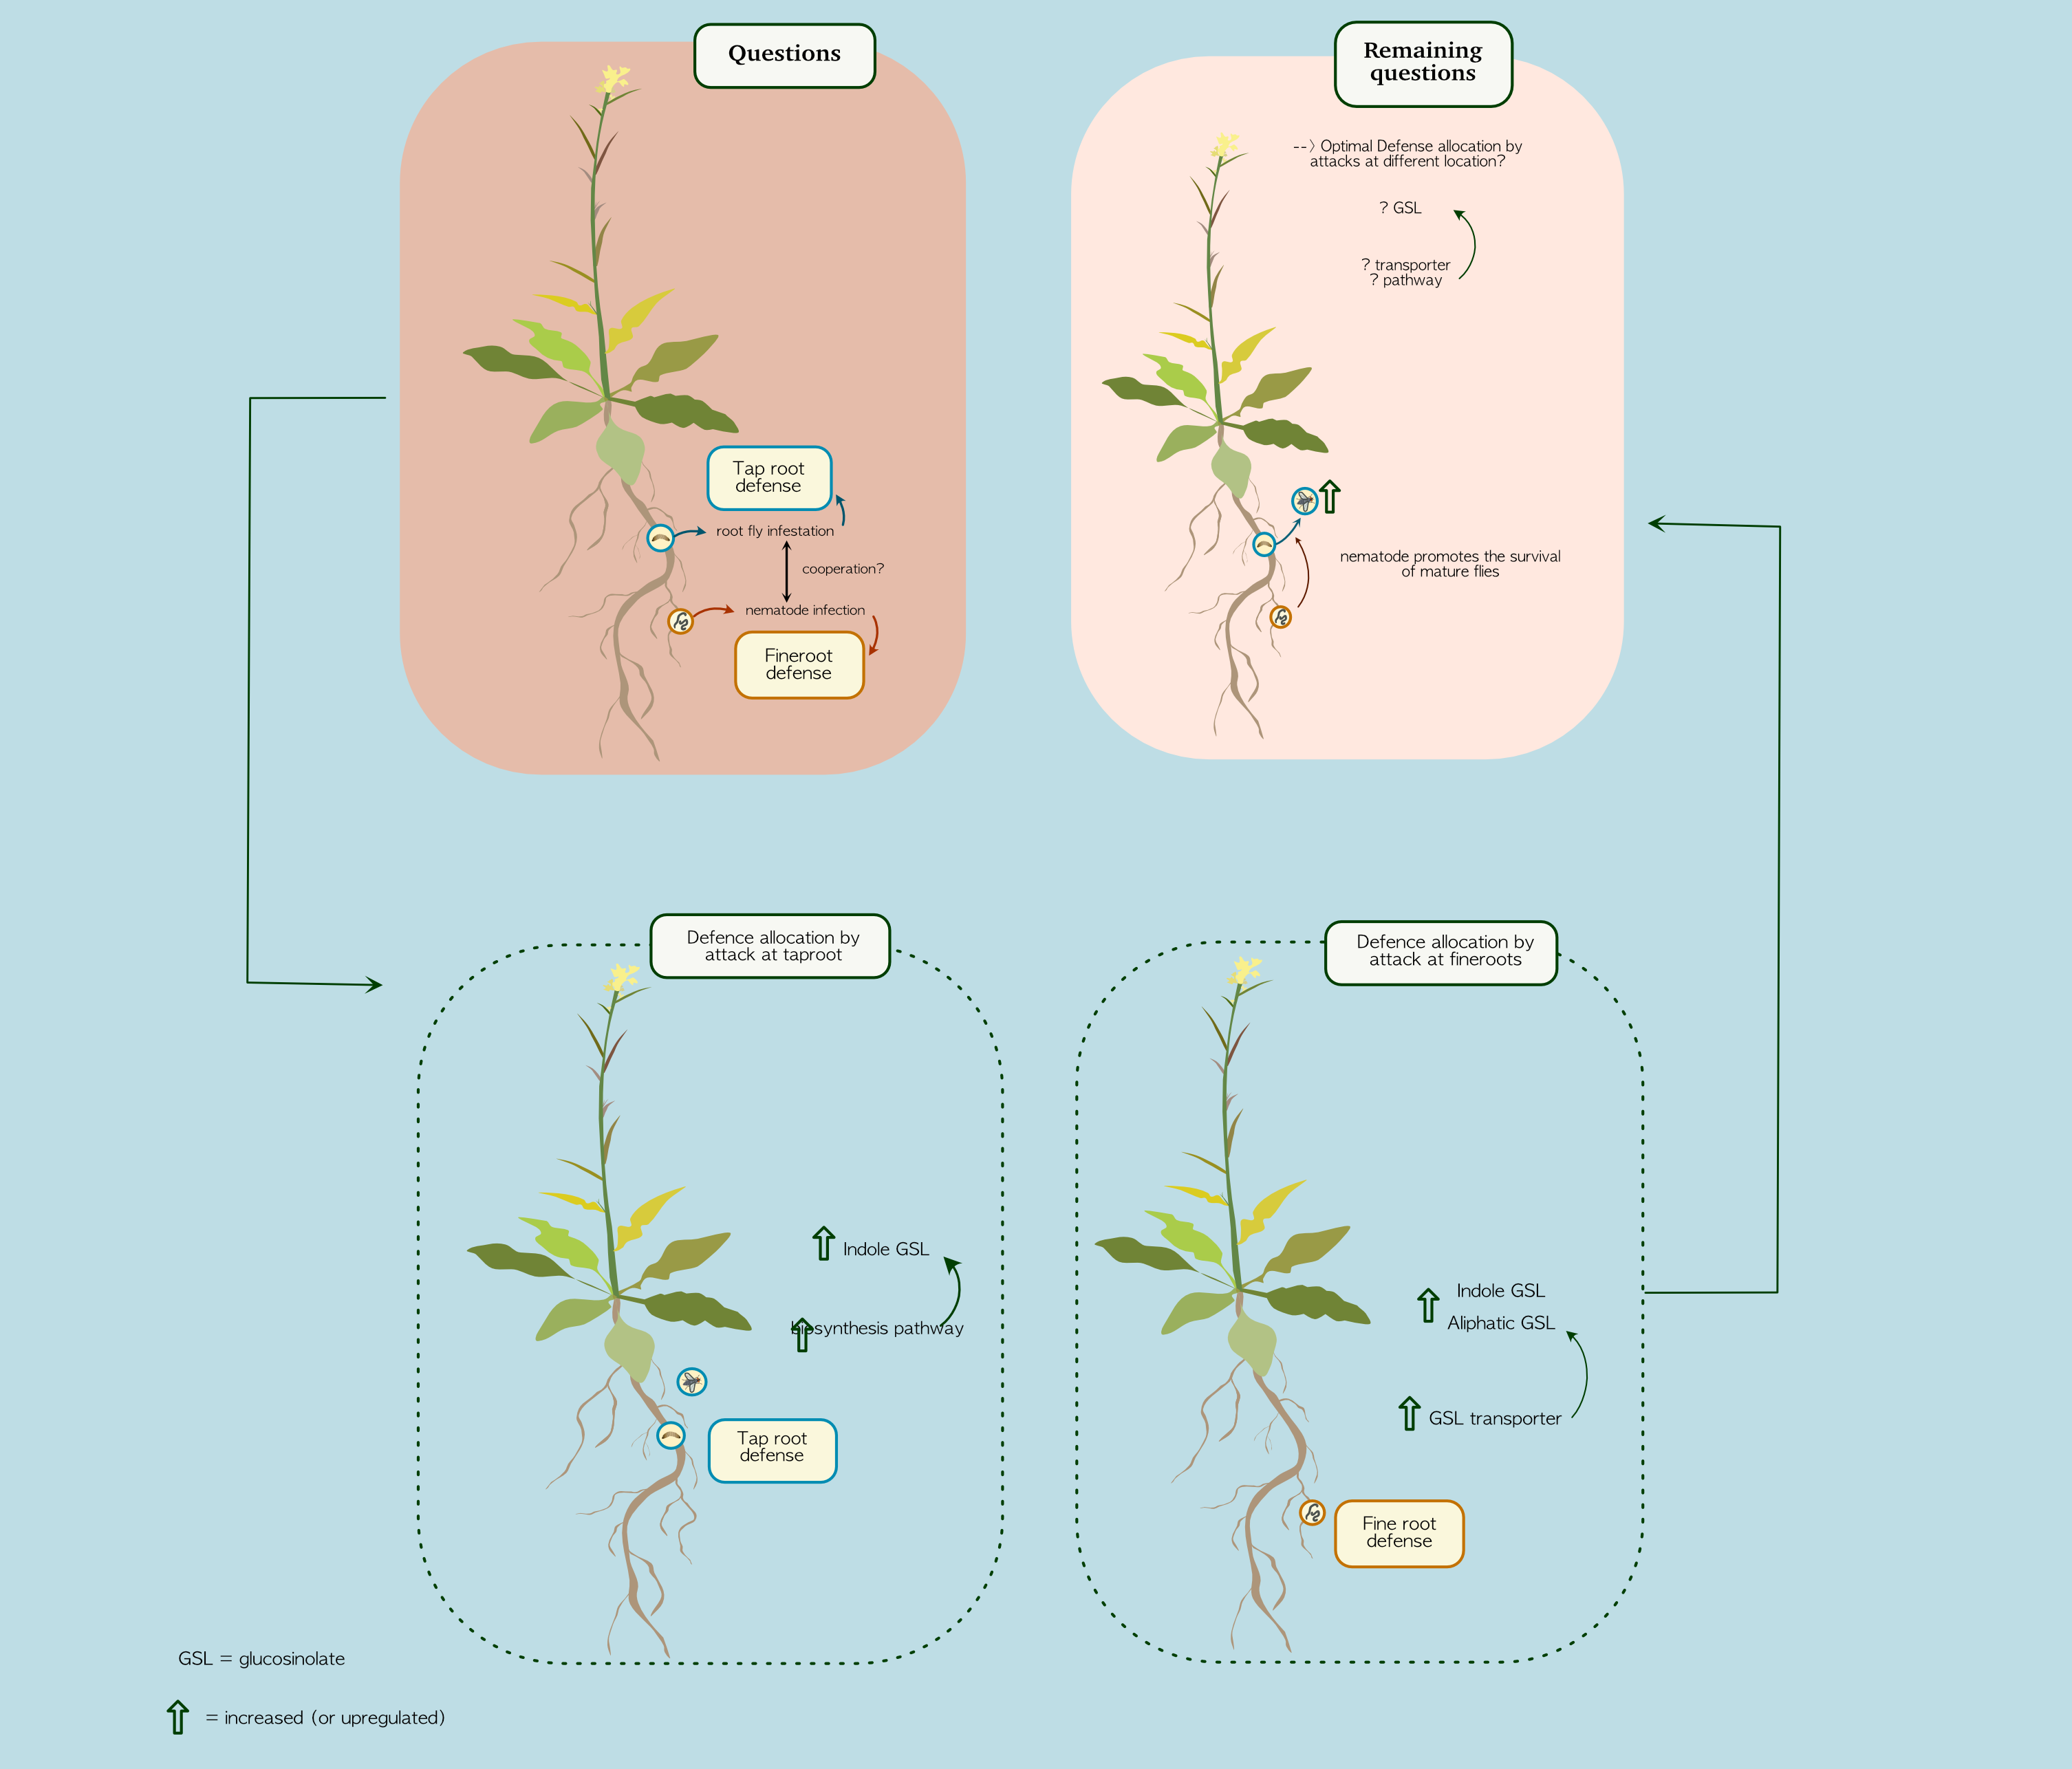 Questions
Tap root
defense
root fly infestation
cooperation?
nematode infection
Fineroot
defense
Remaining
questions
--> Optimal Defense allocation by
attacks at different location?
? GSL
? transporter
? pathway
nematode promotes the survival
of mature flies
Defence allocation by
attack at taproot
Indole GSL
biosynthesis pathway
Tap root
defense
Defence allocation by
attack at fineroots
Indole GSL
Aliphatic GSL
GSL transporter
Fine root
defense
GSL = glucosinolate
= increased (or upregulated)